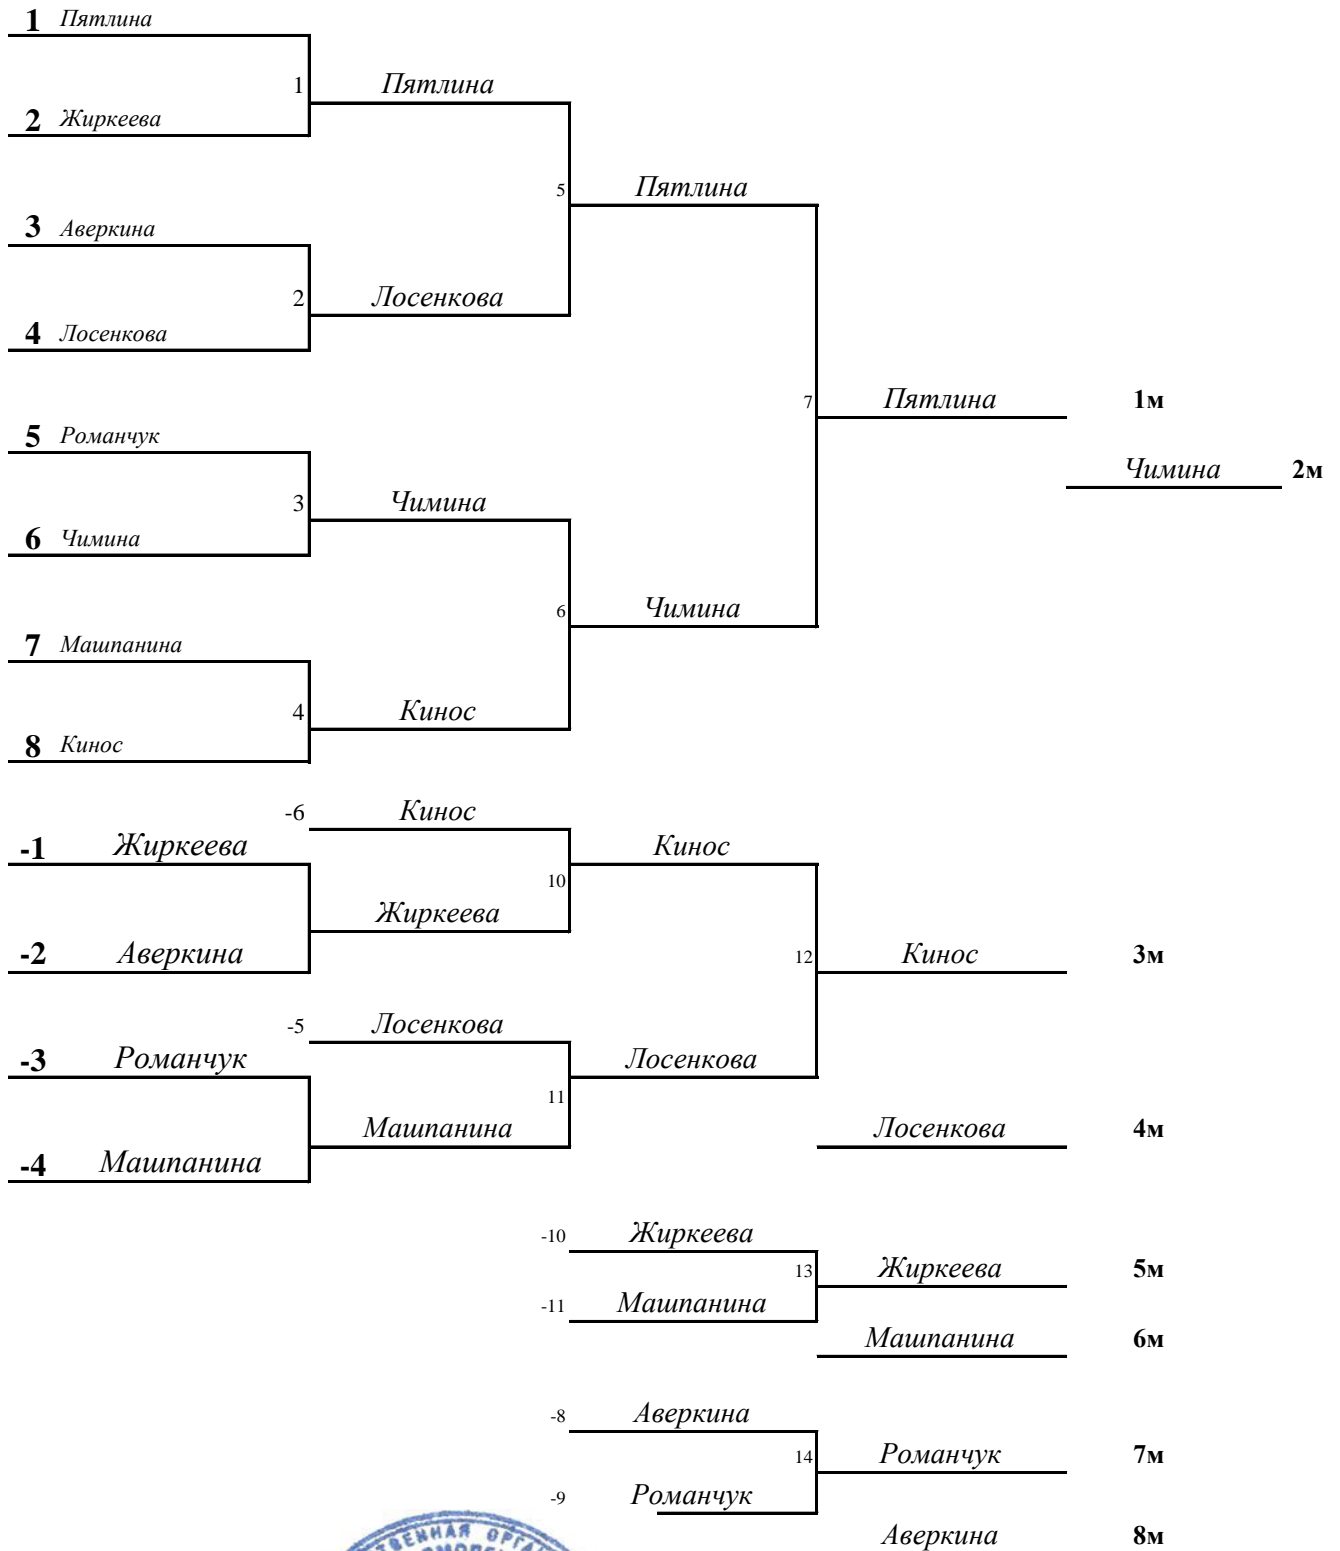 1 Пятлина
1 Пятлина
2 Жиркеева
5 Пятлина
3 Аверкина
2 Лосенкова
4 Лосенкова
7 Пятлина 1м
5 Романчук
Чимина 2м
3 Чимина
6 Чимина
6 Чимина
7 Машпанина
4 Кинос
8 Кинос
-6 Кинос
-1 Жиркеева Кинос
10
Жиркеева
-2 Аверкина 12 Кинос 3м
-5 Лосенкова
-3 Романчук Лосенкова
11
Машпанина Лосенкова 4м
-4 Машпанина
-10 Жиркеева
13 Жиркеева 5м
-11 Машпанина
Машпанина 6м
-8 Аверкина
14 Романчук 7м
-9 Романчук
Аверкина 8м